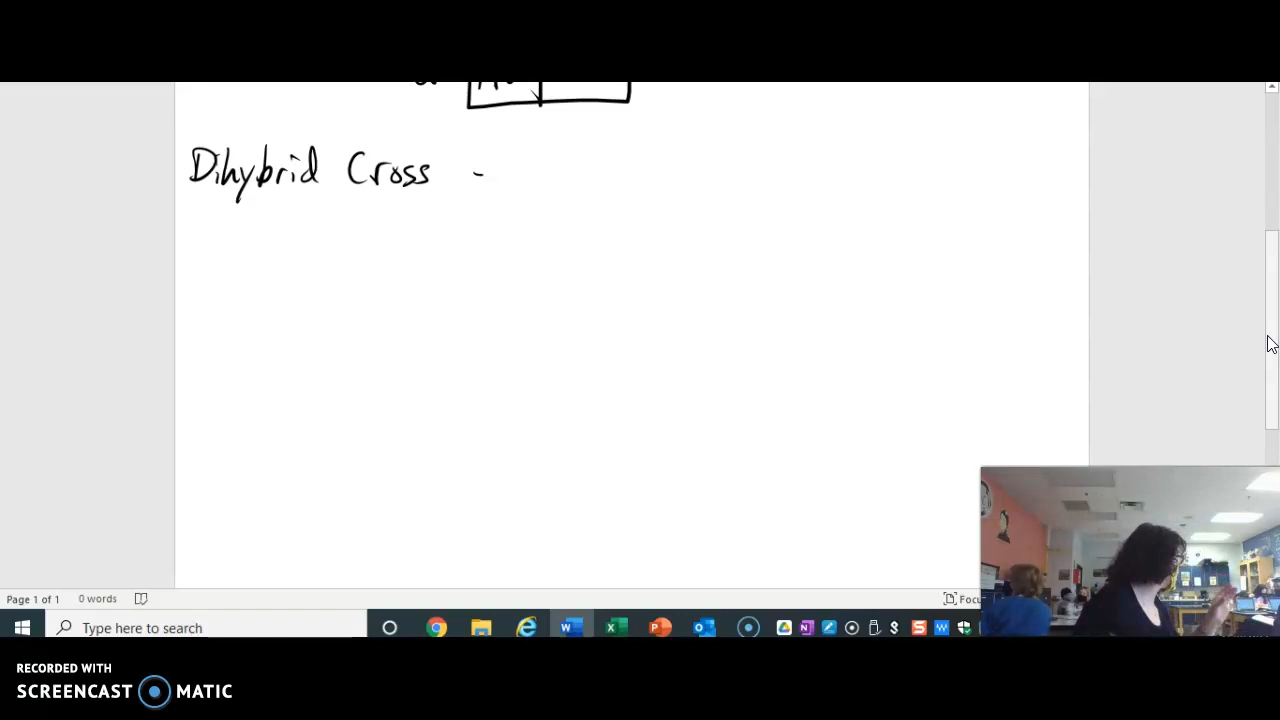 Dihybrid Cross -
Page 1 of 1 0 words
Type here to search
RECORDED WITH
SCREENCAST MATIC